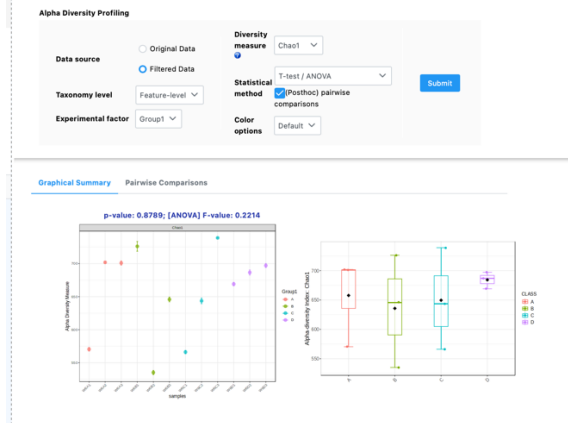 Alpha Diversity Profiling
Data source
Original Data
Filtered Data
Diversity measure
Chao1
Taxonomy level
Feature-level
Statistical method
T-test / ANOVA
(Posthoc) pairwise comparisons
Experimental factor
Group1
Color options
Default
Submit
Graphical Summary
Pairwise Comparisons
p-value: 0.8789; [ANOVA] F-value: 0.2214
Chao1
Alpha Diversity Measure
samples
Group1
A
B
C
D
Alpha-diversity Index: Chao1
700
600
500
A
B
C
D
CLASS
A
B
C
D